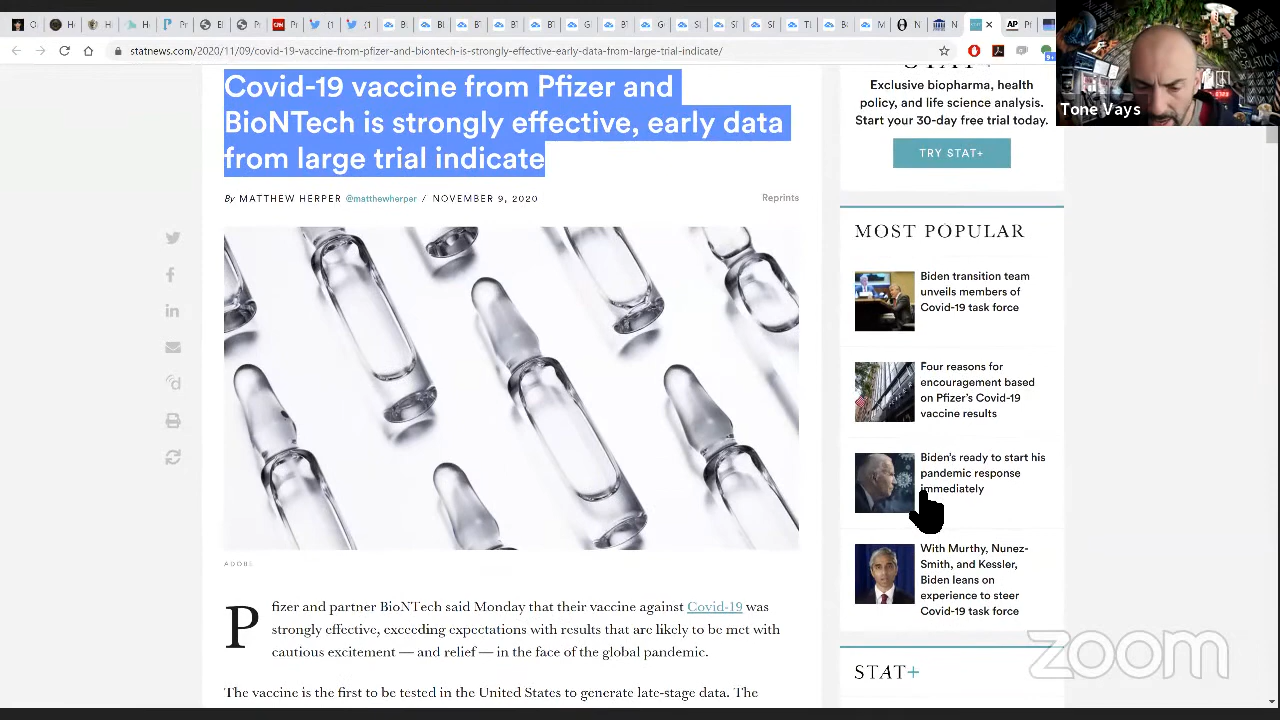 statnews.com/2020/11/09/covid-19-vaccine-from-pfizer-and-biontech-is-strongly-effective-early-data-from-large-trial-indicate/
Tone Vays
Covid-19 vaccine from Pfizer and
BioNTech is strongly effective, early data
from large trial indicate
By MATTHEW HERPER @matthewherper / NOVEMBER 9, 2020
Reprints
ADOBE
Pfizer and partner BioNTech said Monday that their vaccine against Covid-19 was
strongly effective, exceeding expectations with results that are likely to be met with
cautious excitement — and relief — in the face of the global pandemic.
The vaccine is the first to be tested in the United States to generate late-stage data. The
STAT+
Exclusive biopharma, health
policy, and life science analysis.
Start your 30-day free trial today.
TRY STAT+
MOST POPULAR
Biden transition team
unveils members of
Covid-19 task force
Four reasons for
encouragement based
on Pfizer's Covid-19
vaccine results
Biden's ready to start his
pandemic response
immediately
With Murthy, Nunez-
Smith, and Kessler,
Biden leans on
experience to steer
Covid-19 task force
STAT+
zoom